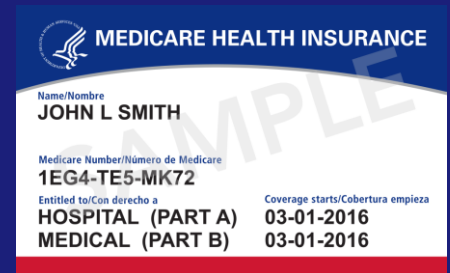 MEDICARE HEALTH INSURANCE
Name/Nombre
JOHN L SMITH
Medicare Number/Número de Medicare
1EG4-TE5-MK72
Entitled to/Con derecho a
Coverage starts/Cobertura empieza
HOSPITAL (PART A) 03-01-2016
MEDICAL (PART B) 03-01-2016
SAMPLE